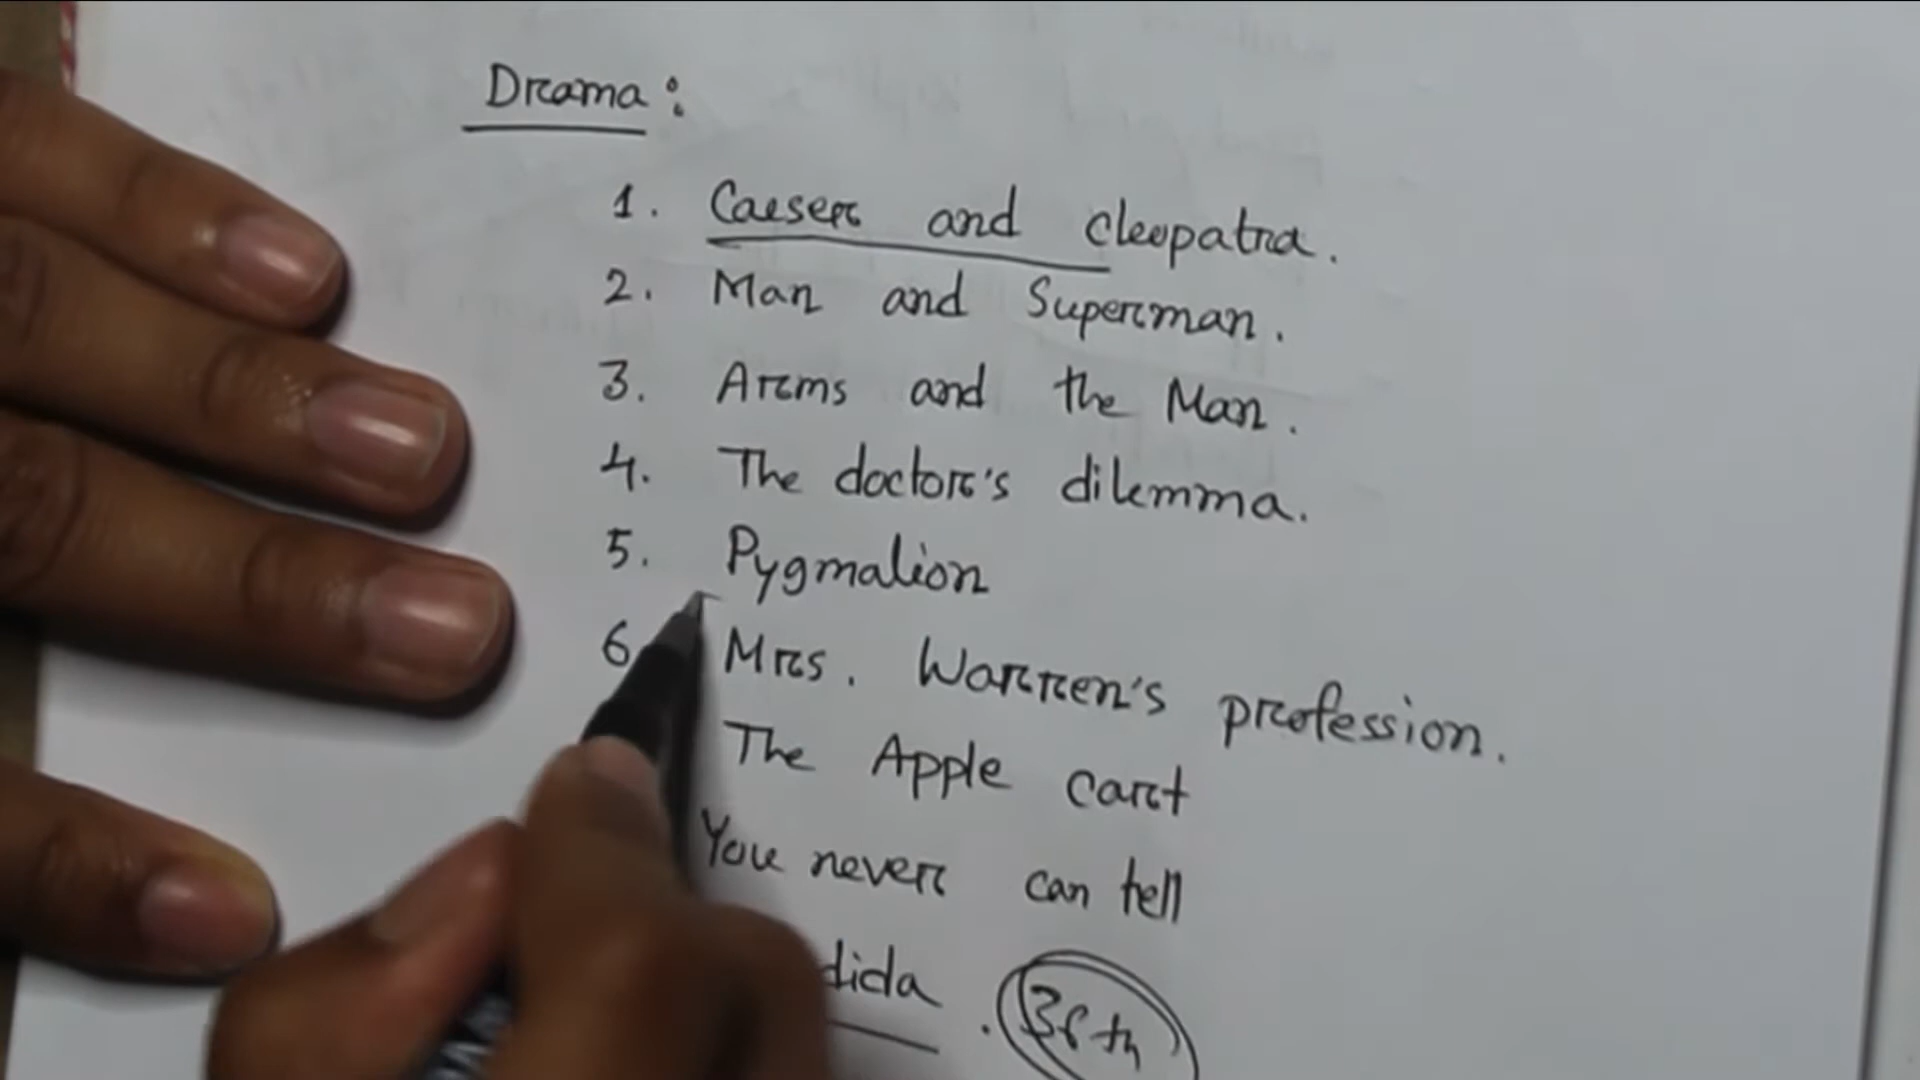 Drama:
1. Caeser and cleopatra.
2. Man and Superman.
3. Arms and the Man.
4. The doctor's dilemma.
5. Pygmalion
6 Mrs. Warren's profession.
The Apple cart
You never can tell
dida.